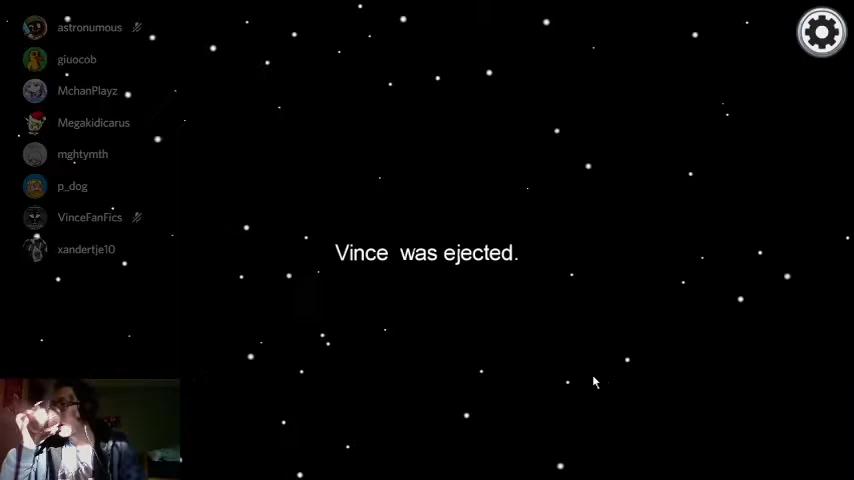 astronumous
giuocob
MchanPlayz
Megakidicarus
mghtymth
p_dog
VinceFanFics
xandertje10
Vince was ejected.